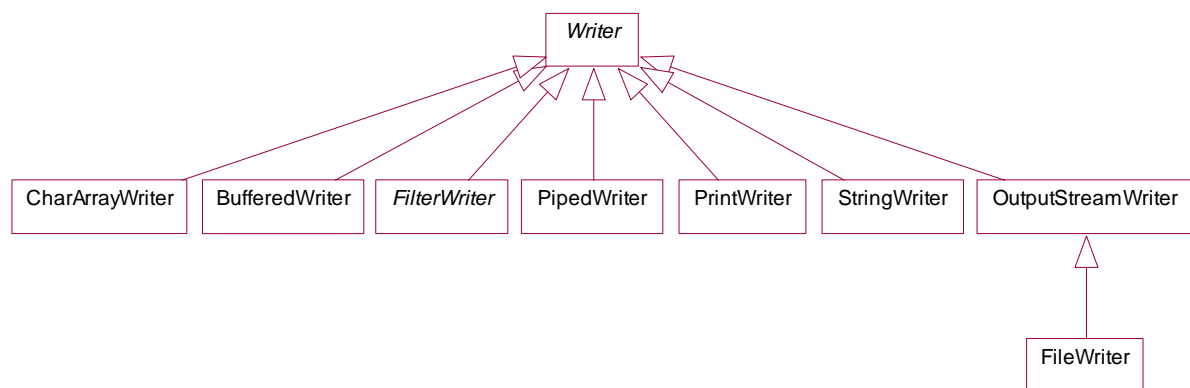 Writer
CharArrayWriter
BufferedWriter
FilterWriter
PipedWriter
PrintWriter
StringWriter
OutputStreamWriter
FileWriter